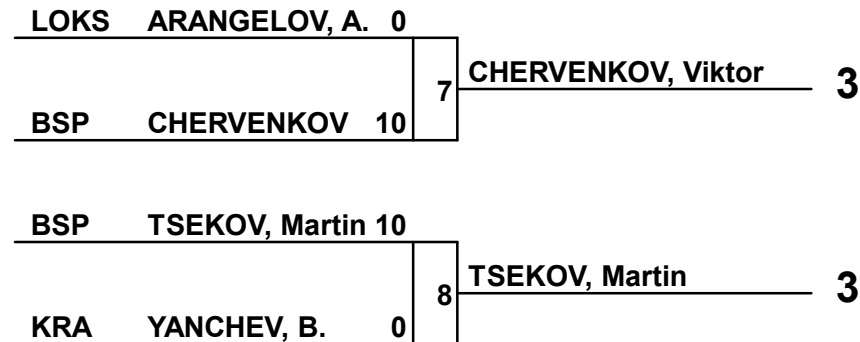 LOKS ARANGELOV, A. 0
7 CHERVENKOV, Viktor 3
BSP CHERVENKOV 10
BSP TSEKOV, Martin 10
8 TSEKOV, Martin 3
KRA YANCHEV, B. 0